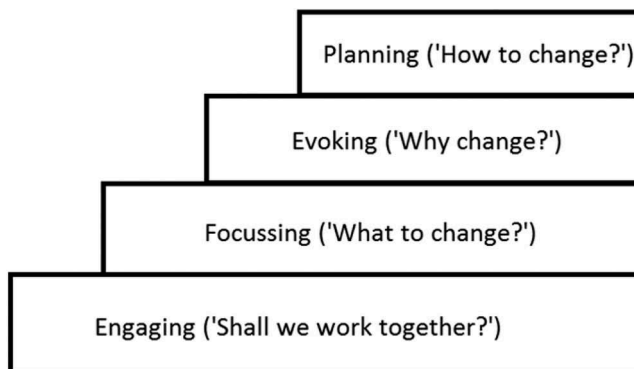 Planning ('How to change?')
Evoking ('Why change?')
Focussing ('What to change?')
Engaging ('Shall we work together?')